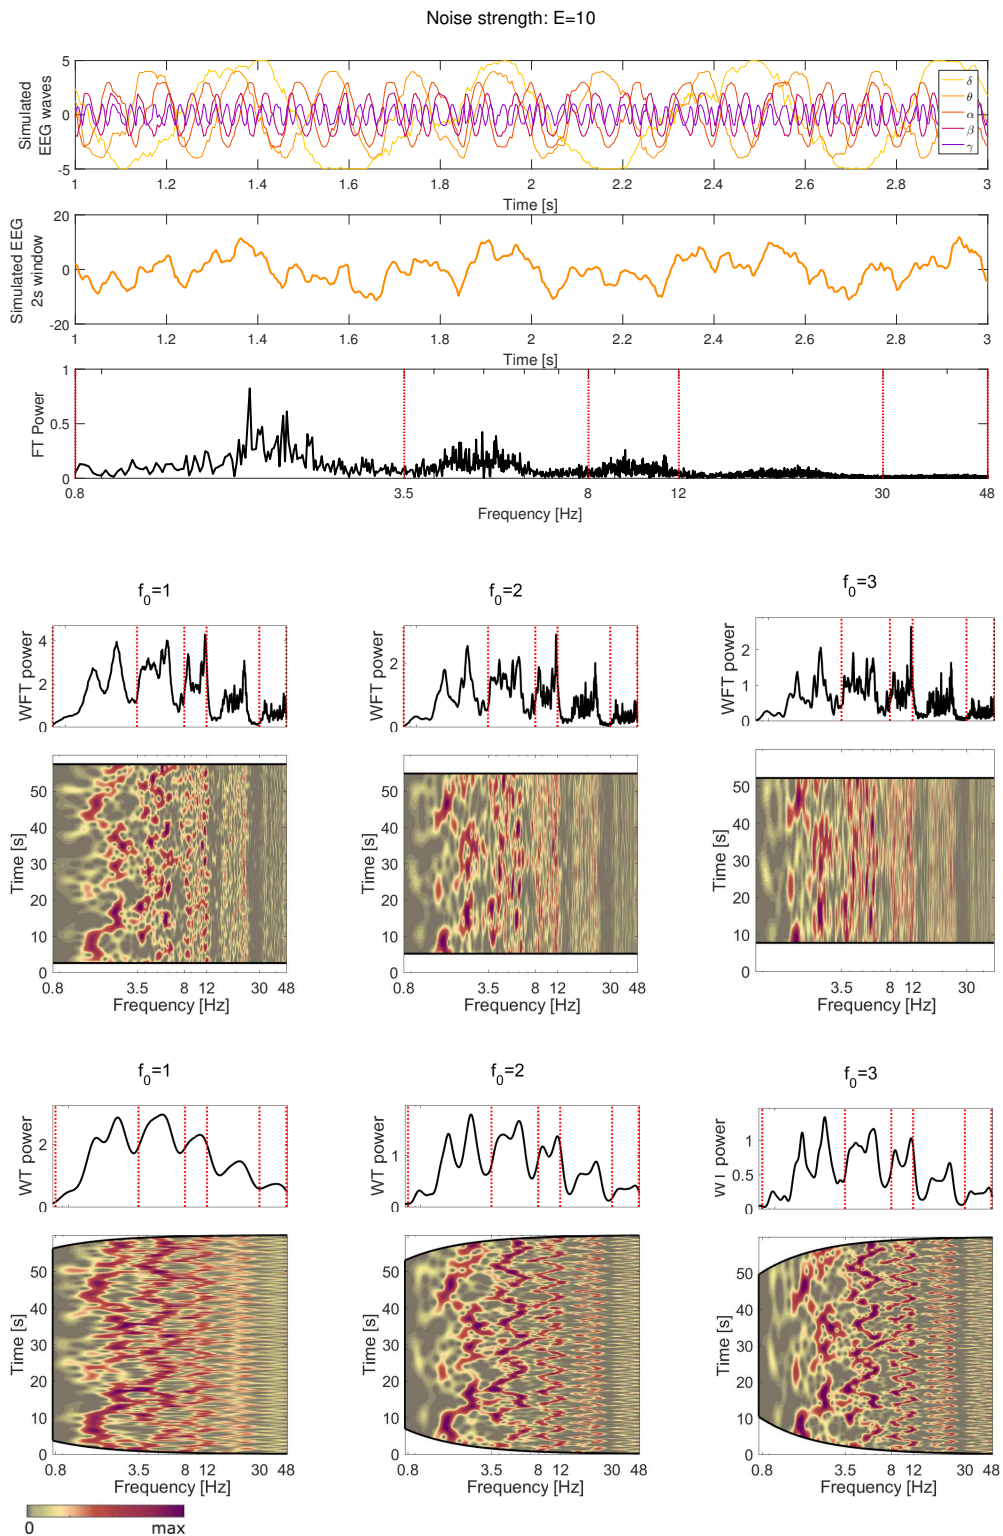 Noise strength: E=10
Simulated
EEG waves
5
0
-5
δ
θ
α
β
γ
1 1.2 1.4 1.6 1.8 2 2.2 2.4 2.6 2.8 3
Time [s]
Simulated EEG
2s window
20
0
-20
1 1.2 1.4 1.6 1.8 2 2.2 2.4 2.6 2.8 3
Time [s]
FT Power
1
0.5
0
0.8 3.5 8 12 30 48
Frequency [Hz]
f0=1
WFT power
4
2
0
Time [s]
50
40
30
20
10
0
0.8 3.5 8 12 30 48
Frequency [Hz]
f0=2
WFT power
2
0
Time [s]
50
40
30
20
10
0
0.8 3.5 8 12 30 48
Frequency [Hz]
f0=3
WFT power
2
1
0
Time [s]
50
40
30
20
10
0
3.5 8 12 30
Frequency [Hz]
f0=1
WT power
2
0
Time [s]
50
40
30
20
10
0
0.8 3.5 8 12 30 48
Frequency [Hz]
f0=2
WT power
1
0
Time [s]
50
40
30
20
10
0
0.8 3.5 8 12 30 48
Frequency [Hz]
f0=3
WT power
1
0.5
0
Time [s]
50
40
30
20
10
0
0.8 3.5 8 12 30 48
Frequency [Hz]
0 max